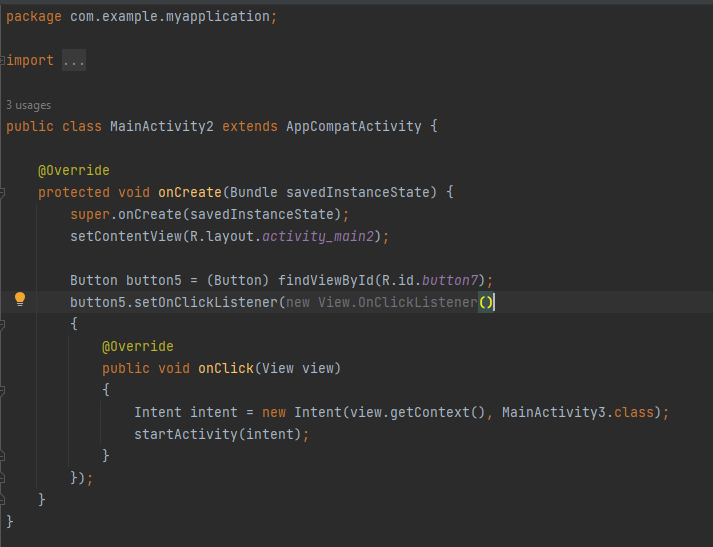 package com.example.myapplication;
import ...
3 usages
public class MainActivity2 extends AppCompatActivity {
@Override
protected void onCreate(Bundle savedInstanceState) {
super.onCreate(savedInstanceState);
setContentView(R.layout.activity_main2);
Button button5 = (Button) findViewById(R.id.button7);
button5.setOnClickListener(new View.OnClickListener()
{
@Override
public void onClick(View view)
{
Intent intent = new Intent(view.getContext(), MainActivity3.class);
startActivity(intent);
}
});
}
}